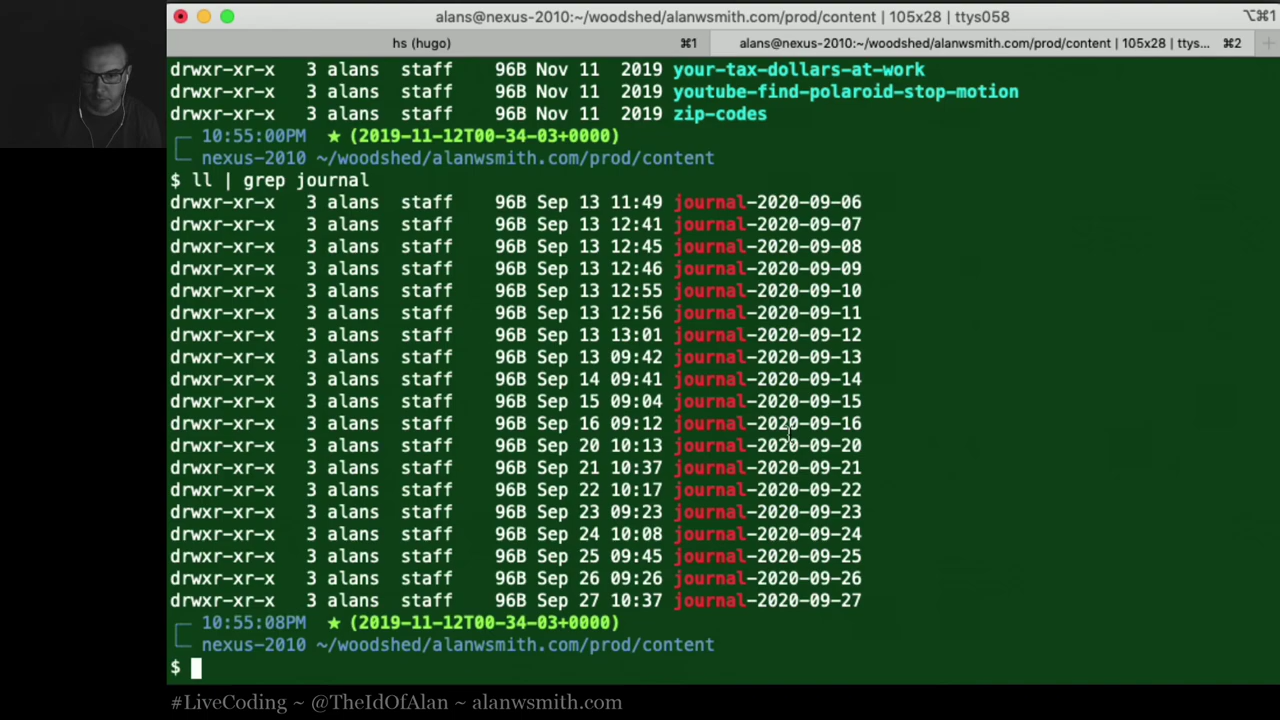 alans@nexus-2010:~/woodshed/alanwsmith.com/prod/content | 105x28 | ttys058
⌥⌘1
hs (hugo) ⌘1
alans@nexus-2010:~/woodshed/alanwsmith.com/prod/content | 105x28 | ttys... ⌘2
drwxr-xr-x 3 alans staff 96B Nov 11 2019 your-tax-dollars-at-work
drwxr-xr-x 3 alans staff 96B Nov 11 2019 youtube-find-polaroid-stop-motion
drwxr-xr-x 3 alans staff 96B Nov 11 2019 zip-codes
10:55:00PM ★ (2019-11-12T00-34-03+0000)
nexus-2010 ~/woodshed/alanwsmith.com/prod/content
$ ll | grep journal
drwxr-xr-x 3 alans staff 96B Sep 13 11:49 journal-2020-09-06
drwxr-xr-x 3 alans staff 96B Sep 13 12:41 journal-2020-09-07
drwxr-xr-x 3 alans staff 96B Sep 13 12:45 journal-2020-09-08
drwxr-xr-x 3 alans staff 96B Sep 13 12:46 journal-2020-09-09
drwxr-xr-x 3 alans staff 96B Sep 13 12:55 journal-2020-09-10
drwxr-xr-x 3 alans staff 96B Sep 13 12:56 journal-2020-09-11
drwxr-xr-x 3 alans staff 96B Sep 13 13:01 journal-2020-09-12
drwxr-xr-x 3 alans staff 96B Sep 13 09:42 journal-2020-09-13
drwxr-xr-x 3 alans staff 96B Sep 14 09:41 journal-2020-09-14
drwxr-xr-x 3 alans staff 96B Sep 15 09:04 journal-2020-09-15
drwxr-xr-x 3 alans staff 96B Sep 16 09:12 journal-2020-09-16
drwxr-xr-x 3 alans staff 96B Sep 20 10:13 journal-2020-09-20
drwxr-xr-x 3 alans staff 96B Sep 21 10:37 journal-2020-09-21
drwxr-xr-x 3 alans staff 96B Sep 22 10:17 journal-2020-09-22
drwxr-xr-x 3 alans staff 96B Sep 23 09:23 journal-2020-09-23
drwxr-xr-x 3 alans staff 96B Sep 24 10:08 journal-2020-09-24
drwxr-xr-x 3 alans staff 96B Sep 25 09:45 journal-2020-09-25
drwxr-xr-x 3 alans staff 96B Sep 26 09:26 journal-2020-09-26
drwxr-xr-x 3 alans staff 96B Sep 27 10:37 journal-2020-09-27
10:55:08PM ★ (2019-11-12T00-34-03+0000)
nexus-2010 ~/woodshed/alanwsmith.com/prod/content
$
#LiveCoding ~ @TheIdOfAlan ~ alanwsmith.com